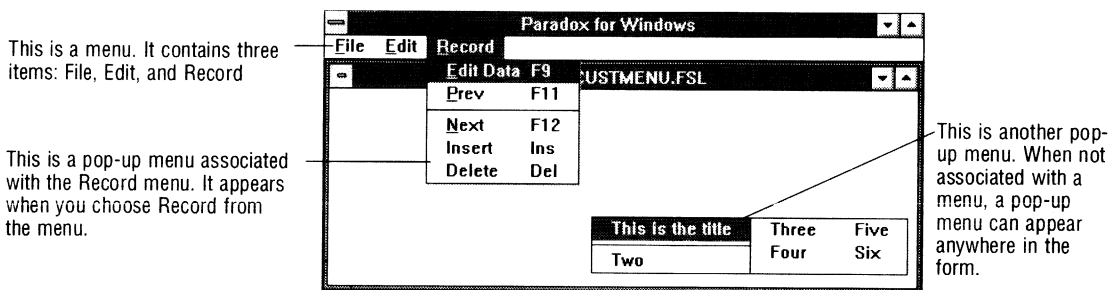 Paradox for Windows
This is a menu. It contains three
items: File, Edit, and Record
File Edit Record
USTMENU.FSL
Edit Data F9
Prev F11
Next F12
Insert Ins
Delete Del
This is a pop-up menu associated
with the Record menu. It appears
when you choose Record from
the menu.
This is the title
Two
Three Five
Four Six
This is another pop-
up menu. When not
associated with a
menu, a pop-up
menu can appear
anywhere in the
form.